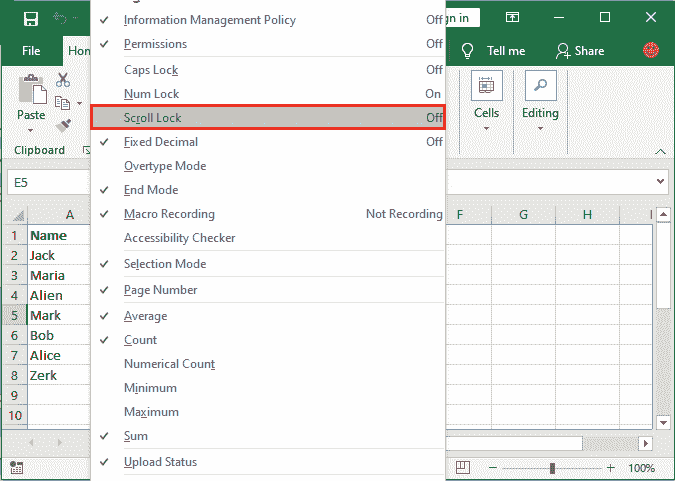 Information Management Policy Off
Permissions Off
Caps Lock Off
Num Lock On
Scroll Lock Off
Fixed Decimal Off
Overtype Mode
End Mode
Macro Recording Not Recording
Accessibility Checker
Selection Mode
Page Number
Average
Count
Numerical Count
Minimum
Maximum
Sum
Upload Status
gn in
File Hom Tell me Share
Paste Cells Editing
Clipboard
E5
A F G H I
1 Name
2 Jack
3 Maria
4 Alien
5 Mark
6 Bob
7 Alice
8 Zerk
9
10
100%